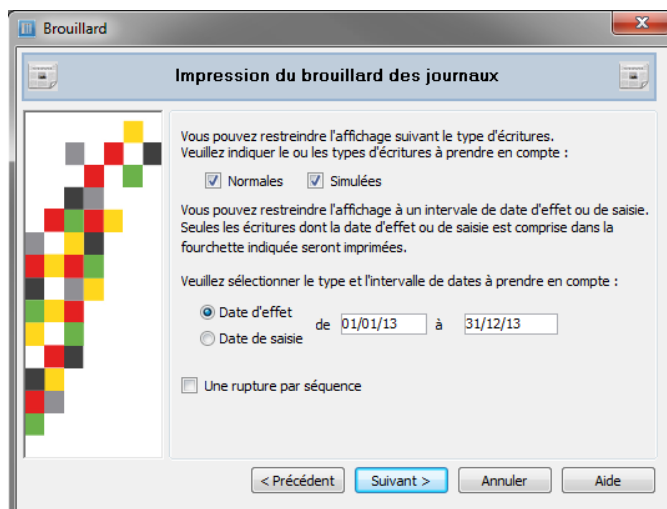 Brouillard
Impression du brouillard des journaux
Vous pouvez restreindre l'affichage suivant le type d'écritures.
Veuillez indiquer le ou les types d'écritures à prendre en compte :
Normales Simulées
Vous pouvez restreindre l'affichage à un intervale de date d'effet ou de saisie.
Seules les écritures dont la date d'effet ou de saisie est comprise dans la
fourchette indiquée seront imprimées.
Veuillez sélectionner le type et l'intervalle de dates à prendre en compte :
Date d'effet
de 01/01/13 à 31/12/13
Date de saisie
Une rupture par séquence
< Précédent Suivant > Annuler Aide